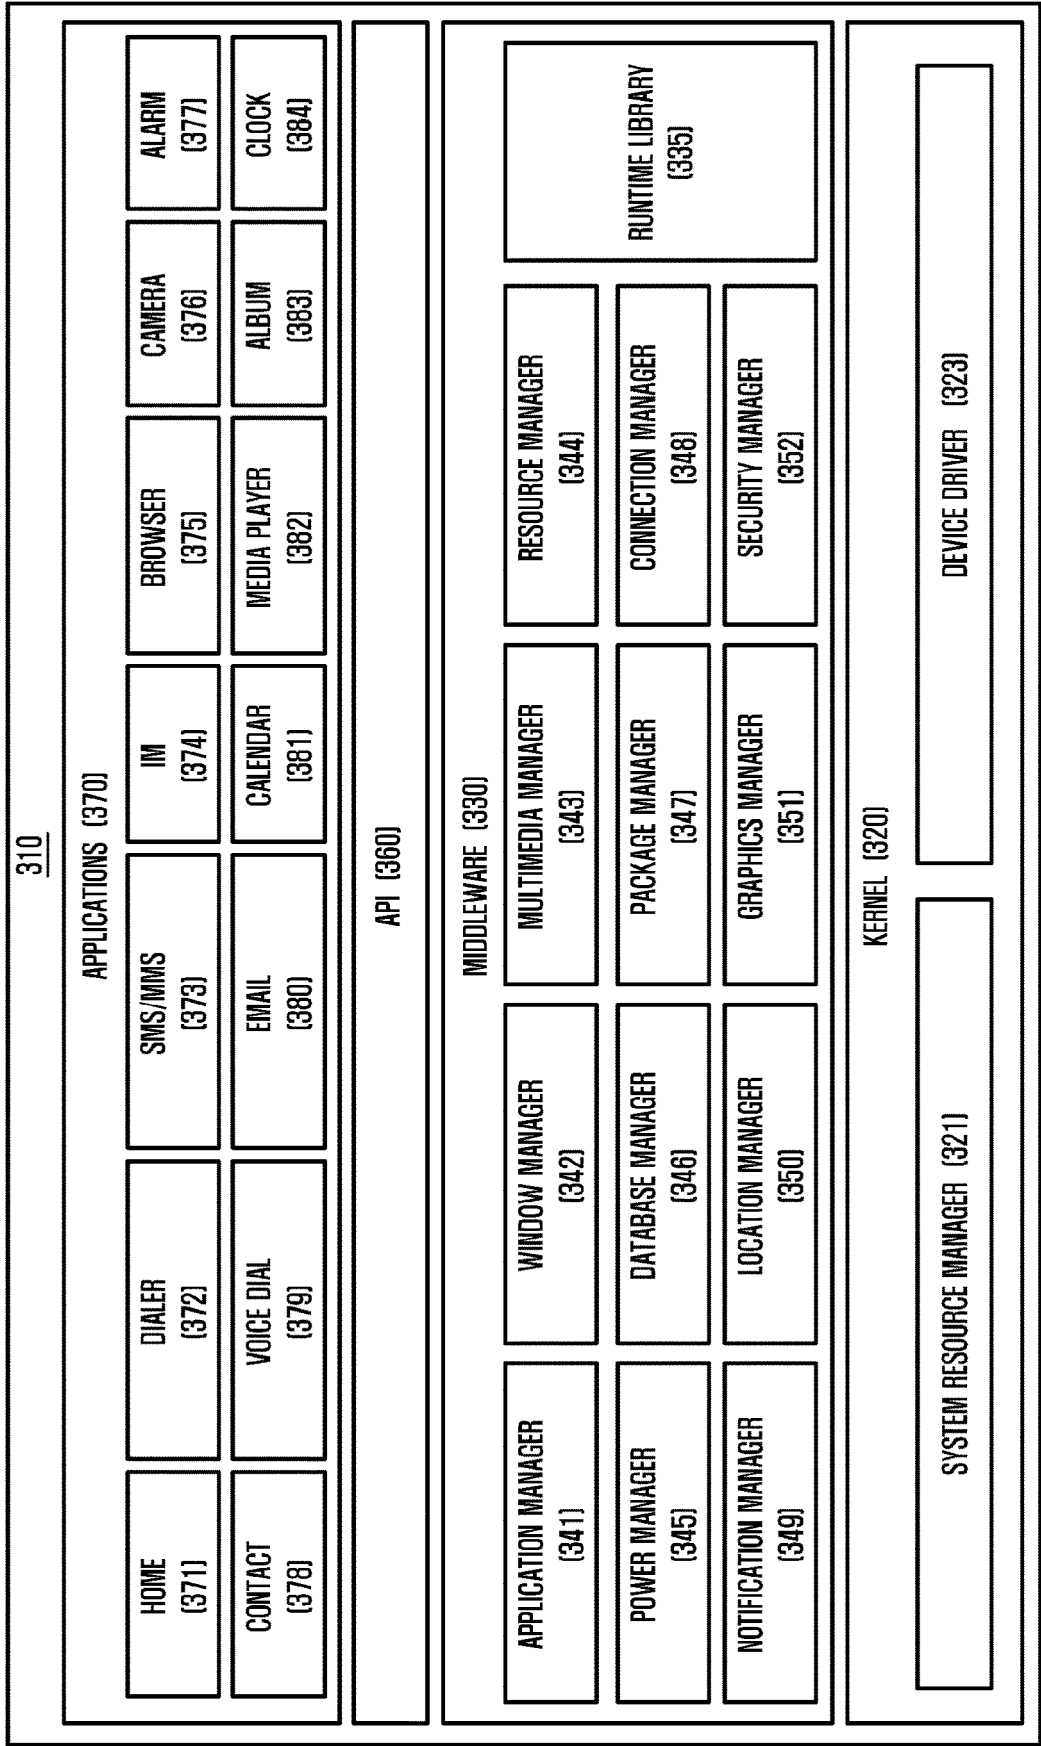 310
APPLICATIONS (370)
HOME
(371)
DIALER
(372)
SMS/MMS
(373)
IM
(374)
BROWSER
(375)
CAMERA
(376)
ALARM
(377)
CONTACT
(378)
VOICE DIAL
(379)
EMAIL
(380)
CALENDAR
(381)
MEDIA PLAYER
(382)
ALBUM
(383)
CLOCK
(384)
API (360)
MIDDLEWARE (330)
APPLICATION MANAGER
(341)
WINDOW MANAGER
(342)
MULTIMEDIA MANAGER
(343)
RESOURCE MANAGER
(344)
POWER MANAGER
(345)
DATABASE MANAGER
(346)
PACKAGE MANAGER
(347)
CONNECTION MANAGER
(348)
NOTIFICATION MANAGER
(349)
LOCATION MANAGER
(350)
GRAPHICS MANAGER
(351)
SECURITY MANAGER
(352)
RUNTIME LIBRARY
(335)
KERNEL (320)
SYSTEM RESOURCE MANAGER (321)
DEVICE DRIVER (323)